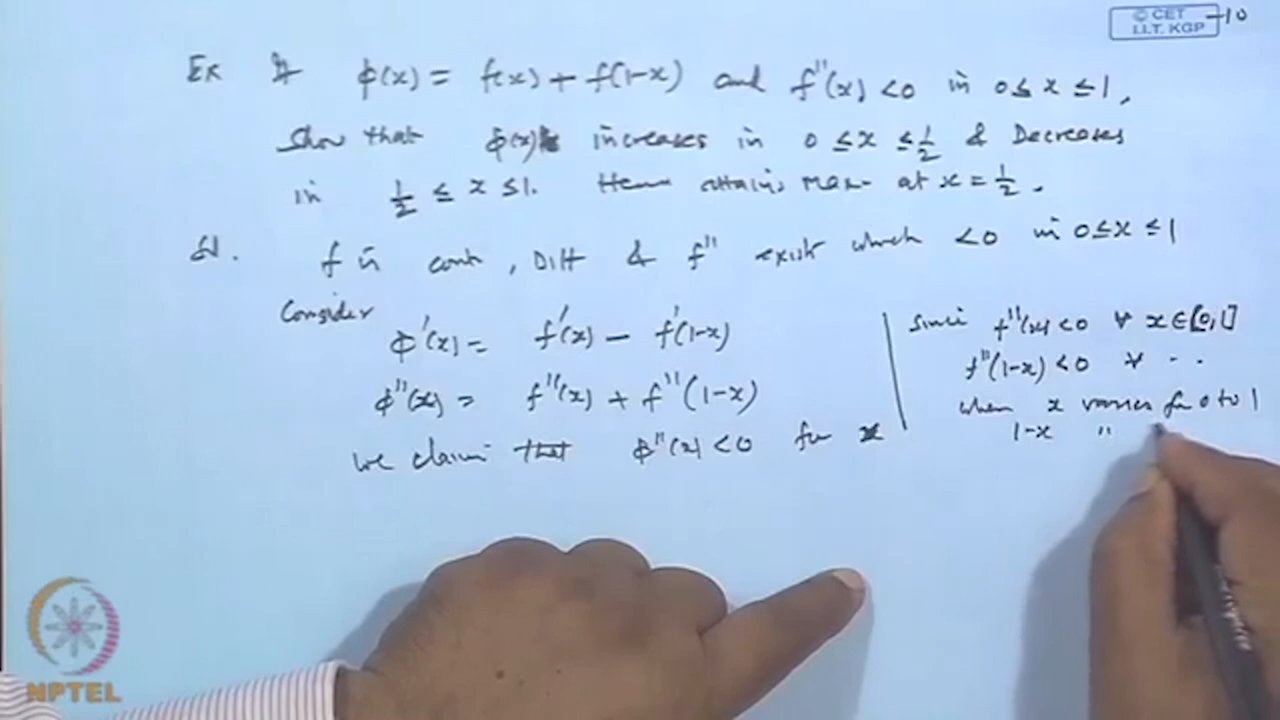 © CET
I.I.T. KGP
-10
Ex If φ(x) = f(x) + f(1-x) and f''(x) <0 in 0≤ x ≤1,
Show that φ(x) increases in 0 ≤x ≤ 1/2 & Decreases
in 1/2 ≤ x ≤1. Hence attains Max at x = 1/2.
Sol. f is cont, Diff & f'' exist which <0 in 0≤x ≤1
Consider
φ'(x) = f'(x) - f'(1-x)
φ''(x) = f''(x) + f''(1-x)
we claim that φ''(x) <0 for x
Since f''(x) <0 ∀ x∈[0,1]
f''(1-x) <0 ∀ ..
when x varies fm 0 to 1
1-x "
NPTEL